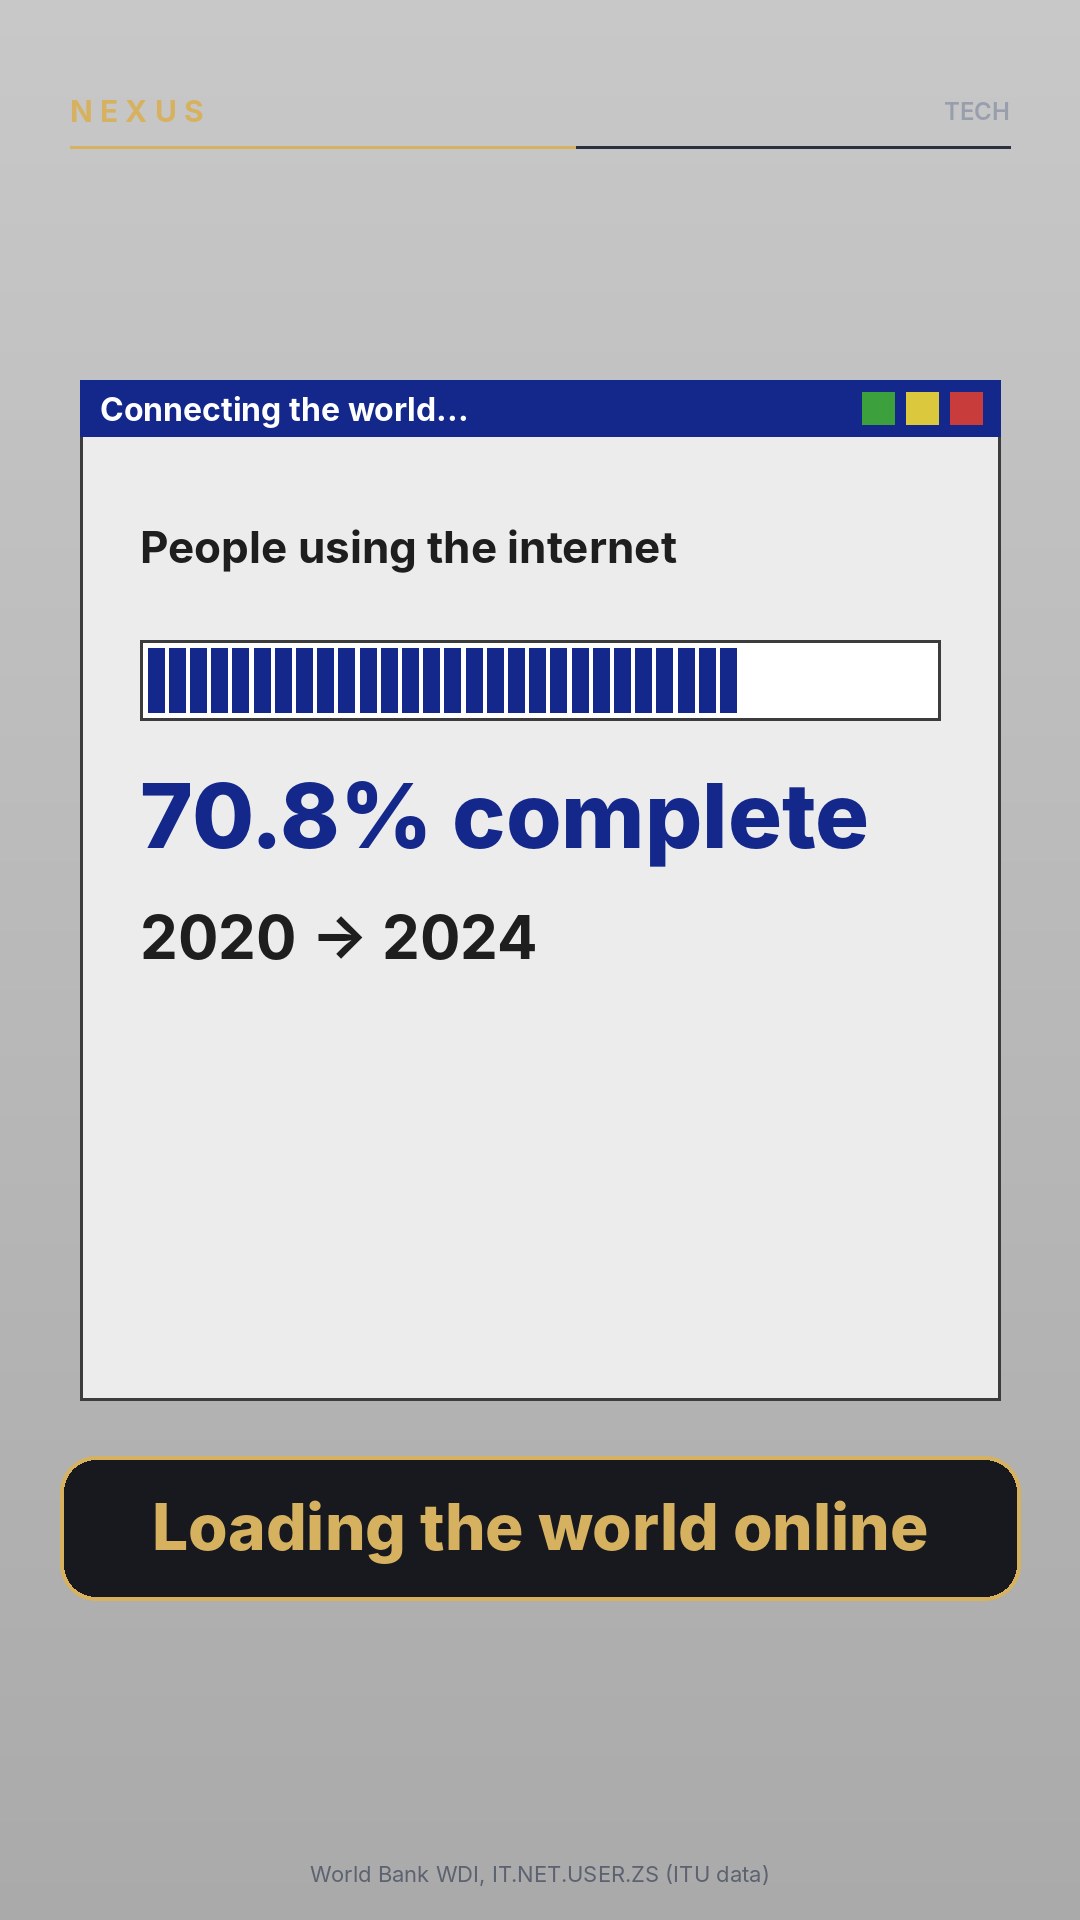 NEXUS
TECH
Connecting the world...
People using the internet
70.8% complete
2020 → 2024
Loading the world online
World Bank WDI, IT.NET.USER.ZS (ITU data)